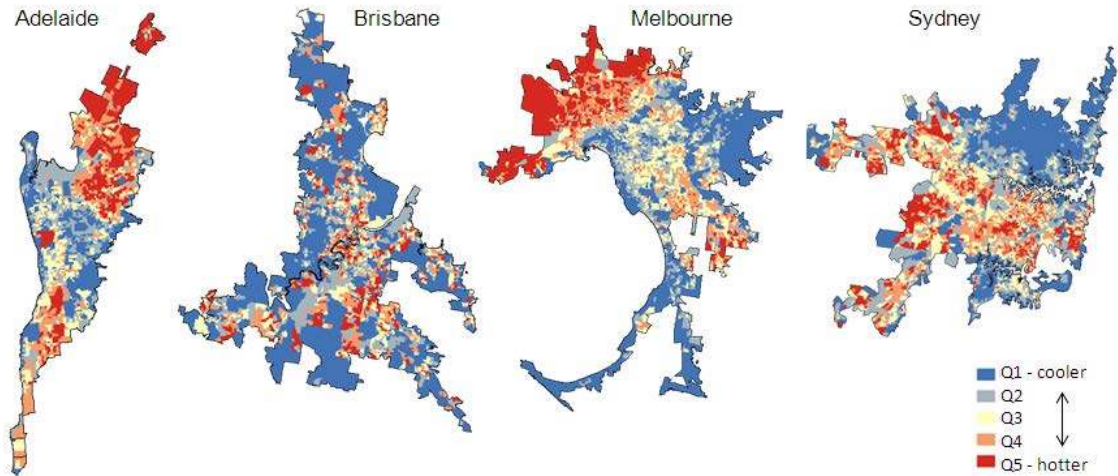 Adelaide
Brisbane
Melbourne
Sydney
Q1 - cooler
Q2
Q3
Q4
Q5 - hotter